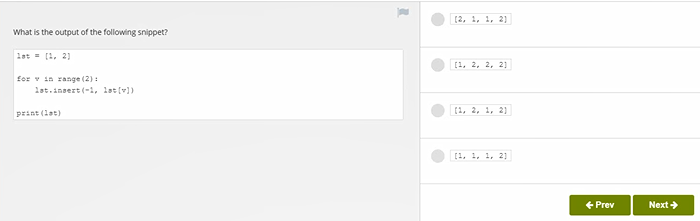 What is the output of the following snippet?
lst = [1, 2]
for v in range(2):
    lst.insert(-1, lst[v])
print(lst)
[2, 1, 1, 2]
[1, 2, 2, 2]
[1, 2, 1, 2]
[1, 1, 1, 2]
← Prev
Next →